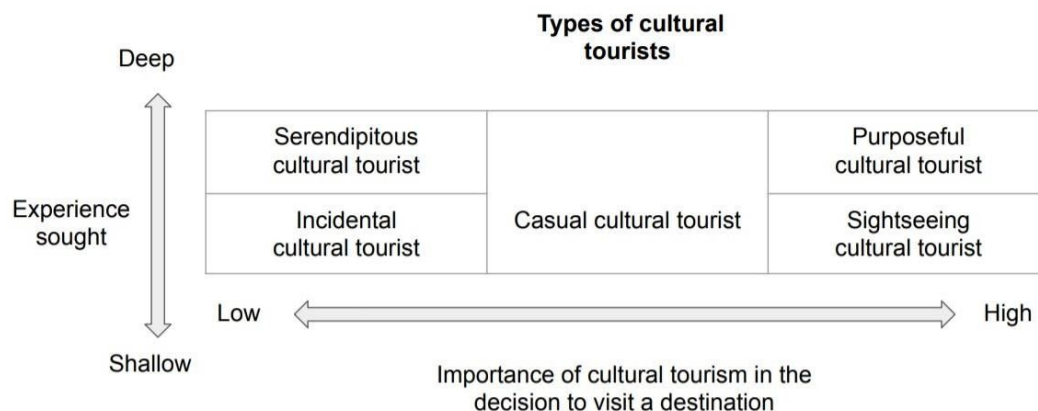 Types of cultural
tourists
Deep
Serendipitous
cultural tourist
Purposeful
cultural tourist
Experience
sought
Incidental
cultural tourist
Casual cultural tourist
Sightseeing
cultural tourist
Low
High
Shallow
Importance of cultural tourism in the
decision to visit a destination